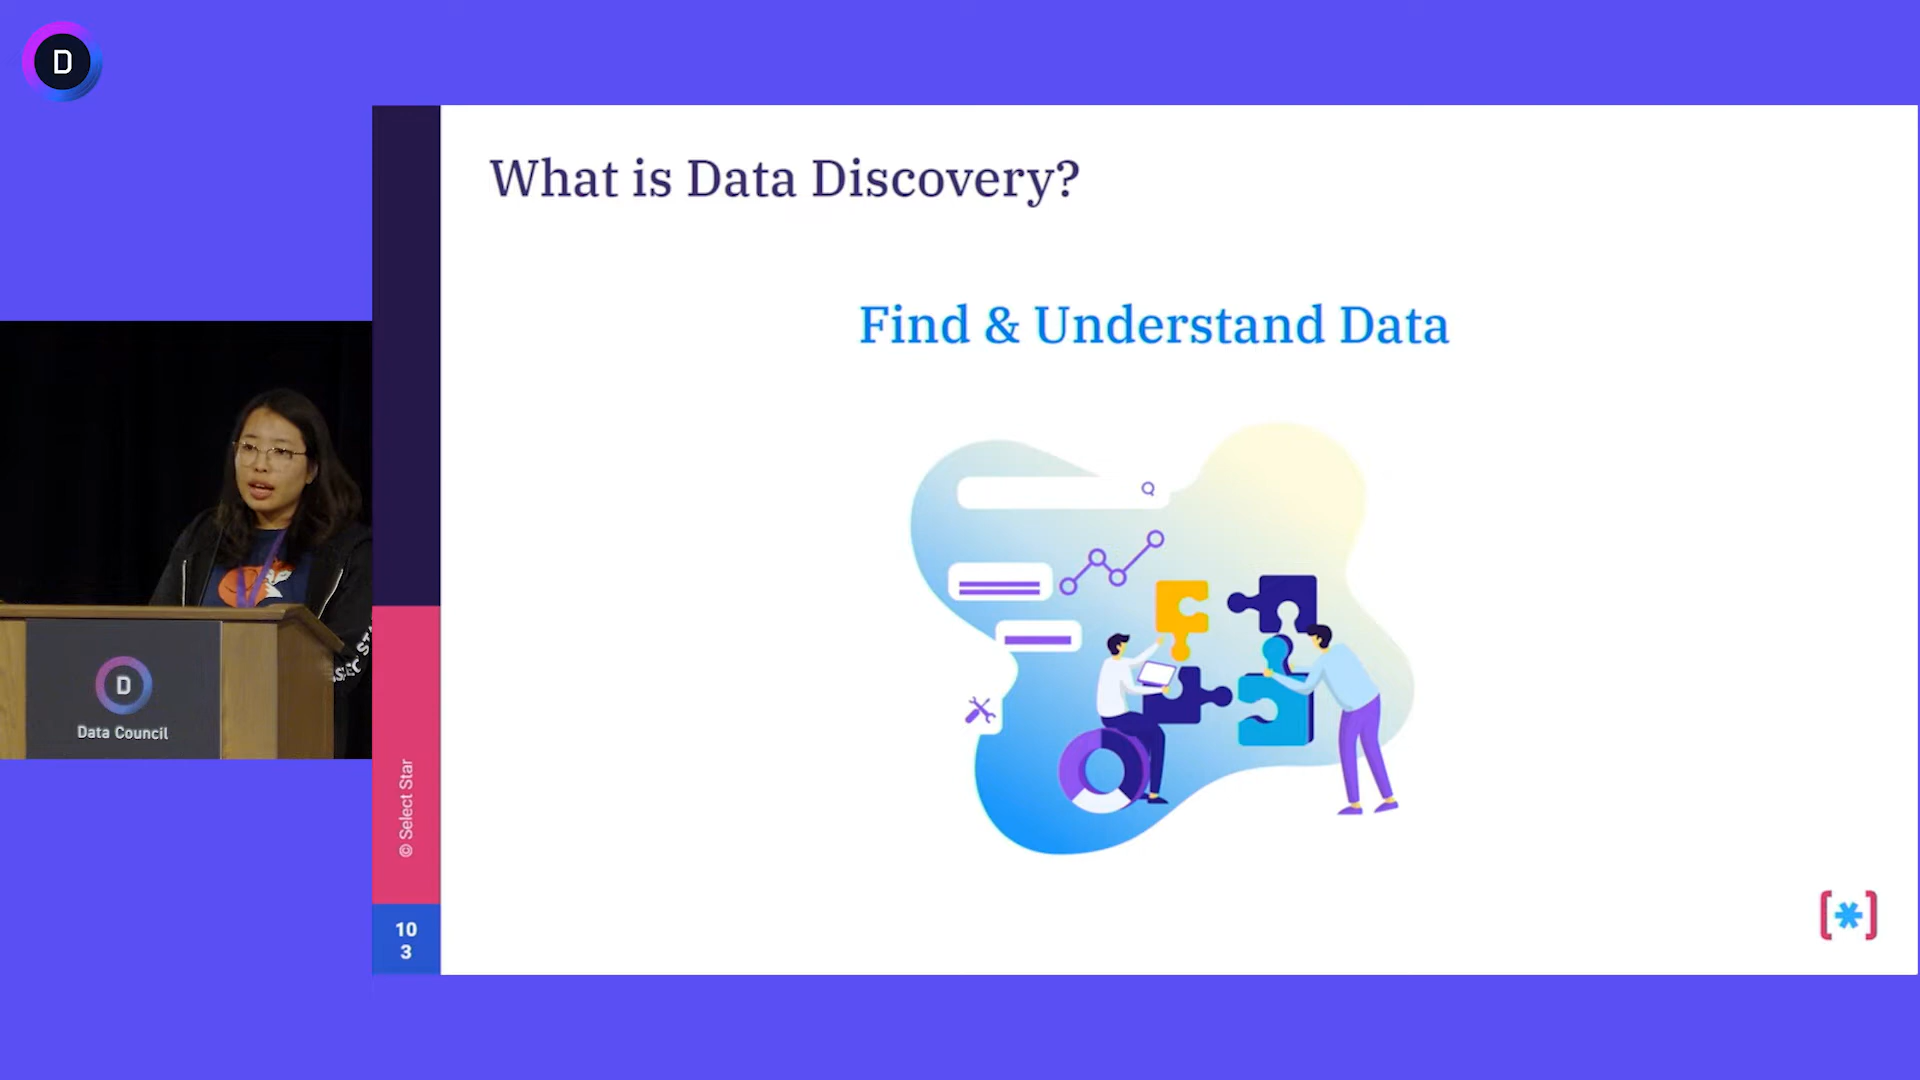 D
What is Data Discovery?
Find & Understand Data
D
Data Council
© Select Star
10
3
[*]